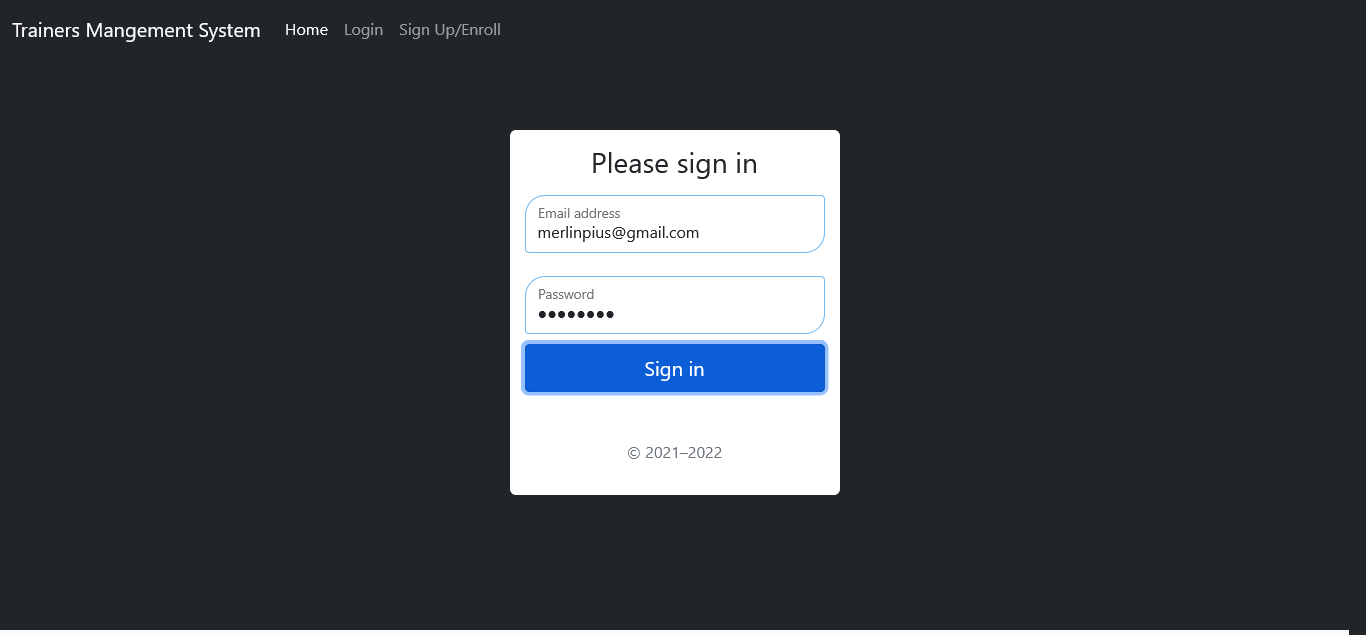 Trainers Mangement System Home Login Sign Up/Enroll
Please sign in
Email address
merlinpius@gmail.com
Password
••••••••
Sign in
© 2021–2022